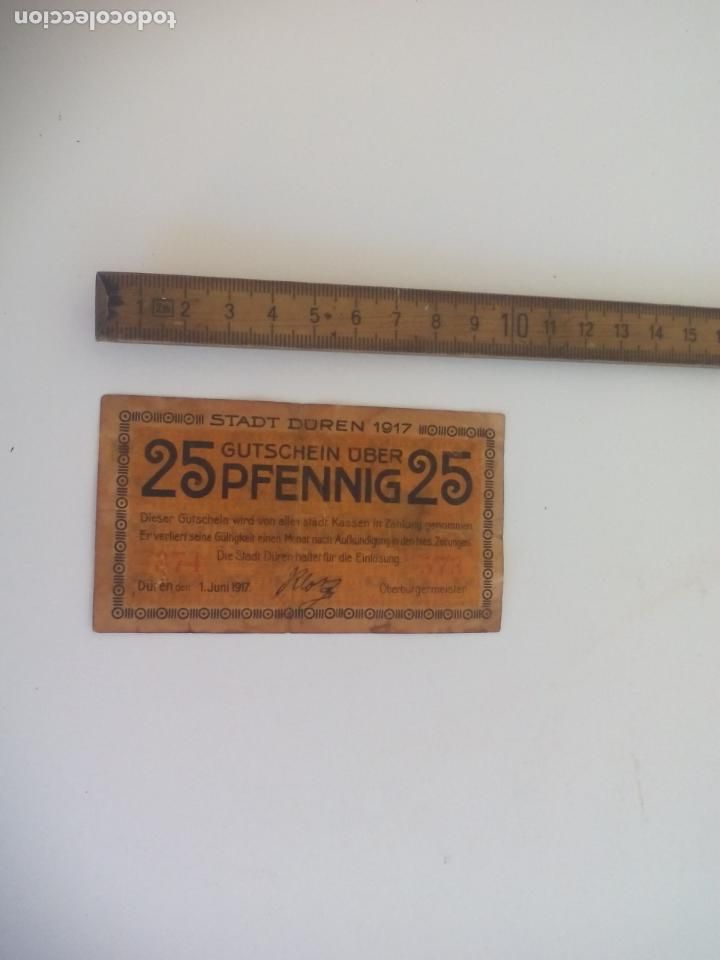 todocoleccion
1 2m 2 3 4 5 6 7 8 9 10 11 12 13 14 15
STADT DÜREN 1917
25 GUTSCHEIN ÜBER 25
PFENNIG
Dieser Gutschein wird von allen städt. Kassen in Zahlung genommen.
Er verliert seine Gültigkeit einen Monat nach Aufkündigung in den hies. Zeitungen.
Die Stadt Düren haftet für die Einlösung.
Düren den 1. Juni 1917. Oberbürgermeister